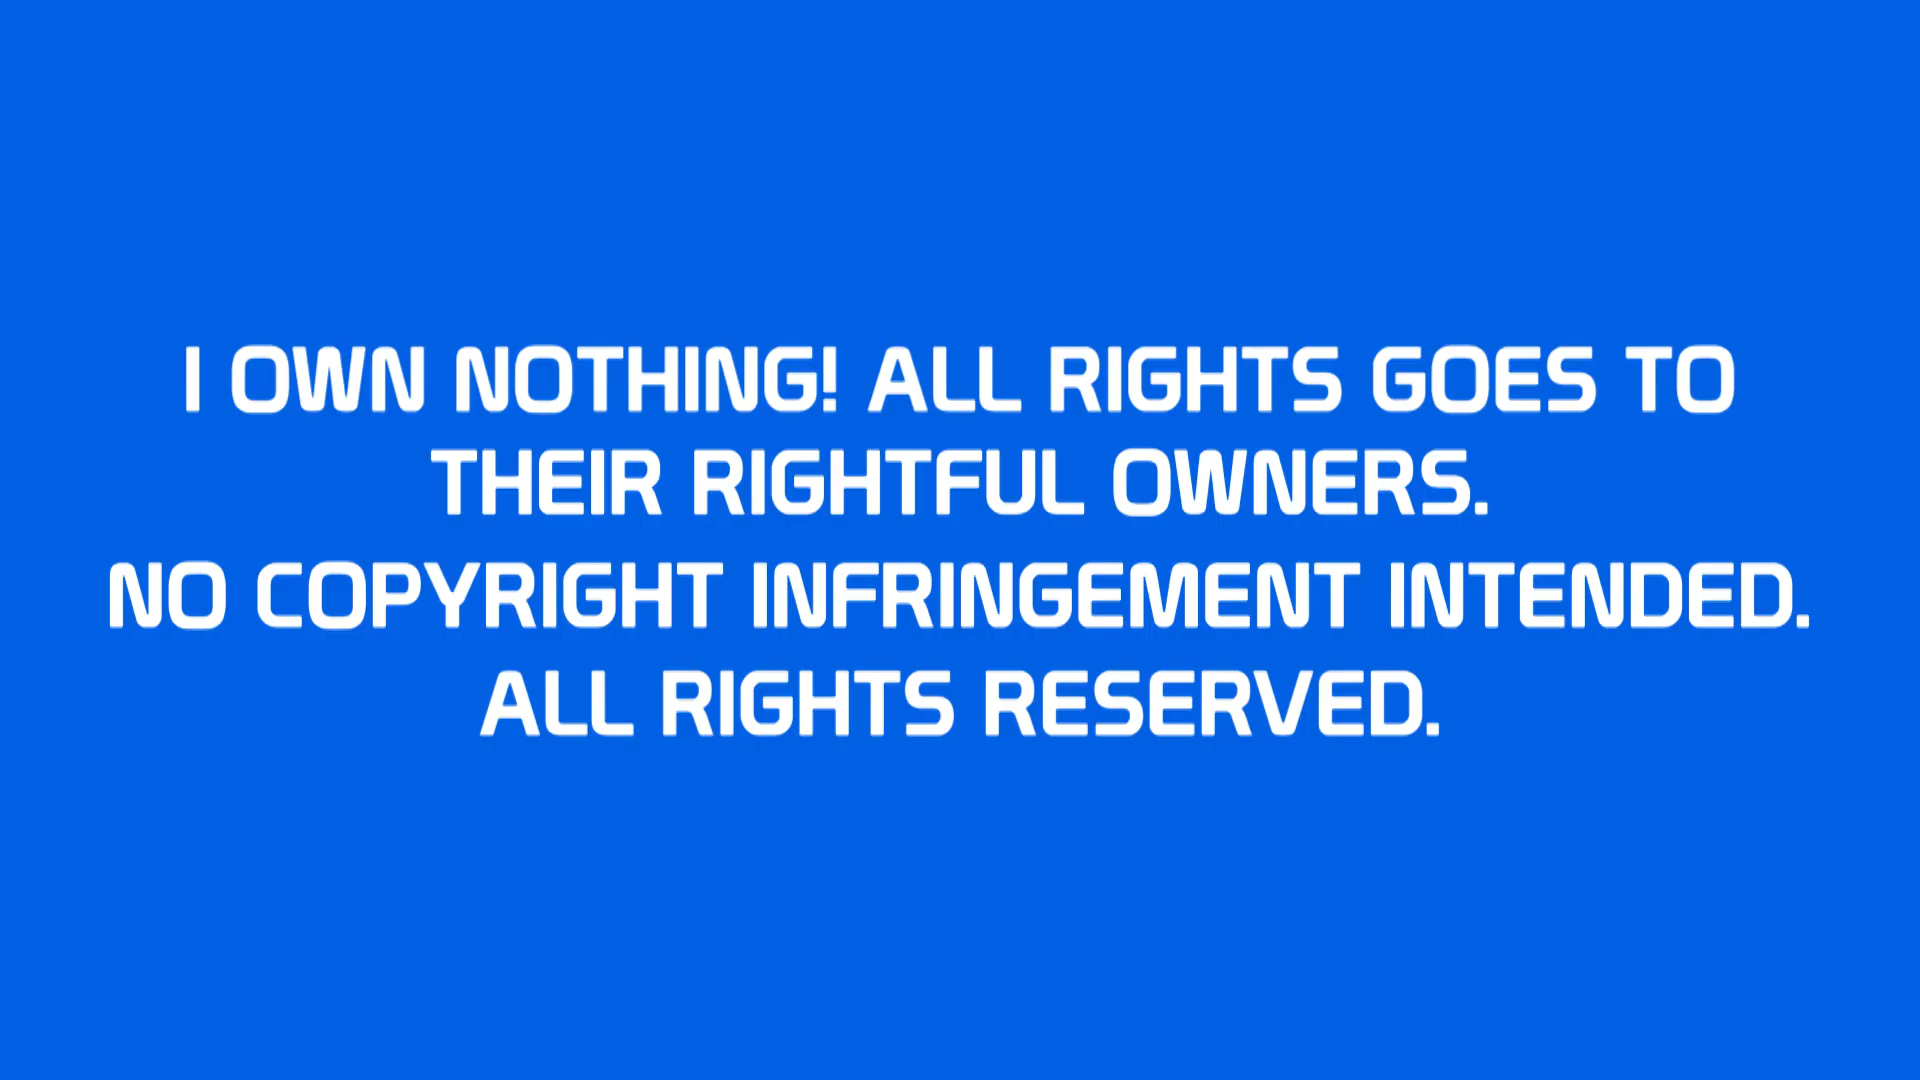 I OWN NOTHING! ALL RIGHTS GOES TO
THEIR RIGHTFUL OWNERS.
NO COPYRIGHT INFRINGEMENT INTENDED.
ALL RIGHTS RESERVED.